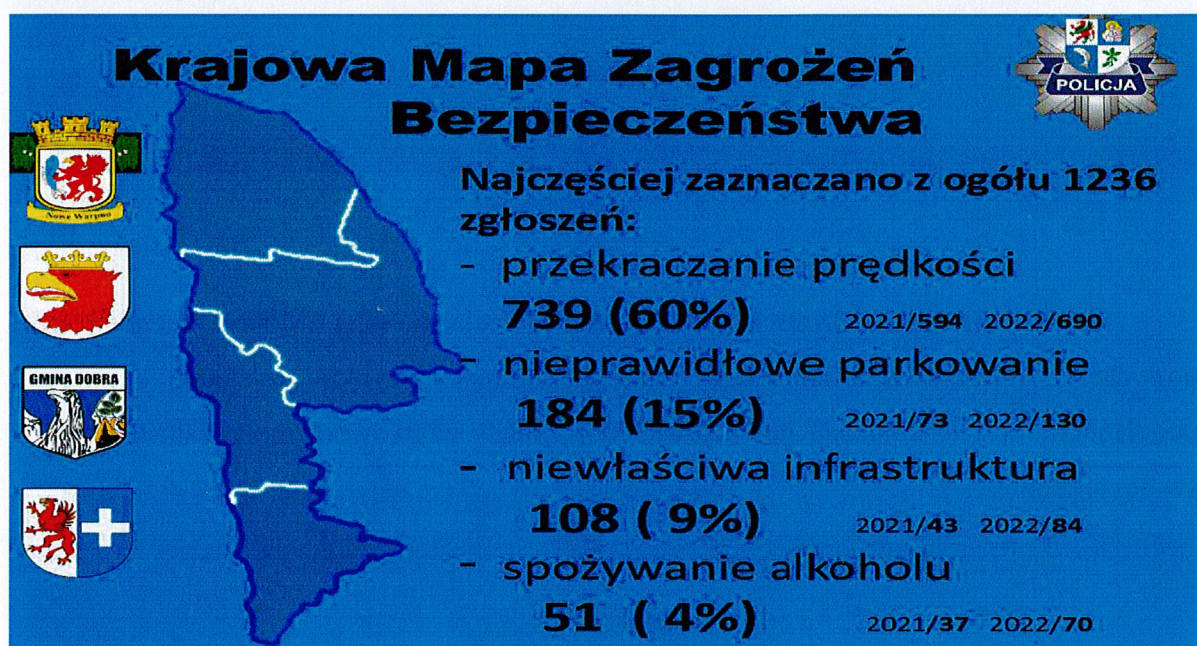 Krajowa Mapa Zagrożeń
Bezpieczeństwa
POLICJA
Nowe Warpno
GMINA DOBRA
Najczęściej zaznaczano z ogółu 1236
zgłoszeń:
- przekraczanie prędkości
739 (60%) 2021/594 2022/690
- nieprawidłowe parkowanie
184 (15%) 2021/73 2022/130
- niewłaściwa infrastruktura
108 ( 9%) 2021/43 2022/84
- spożywanie alkoholu
51 ( 4%) 2021/37 2022/70